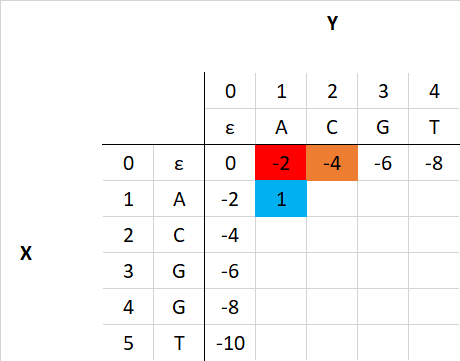 Y
0 1 2 3 4
ε A C G T
0 ε 0 -2 -4 -6 -8
1 A -2 1
2 C -4
X
3 G -6
4 G -8
5 T -10